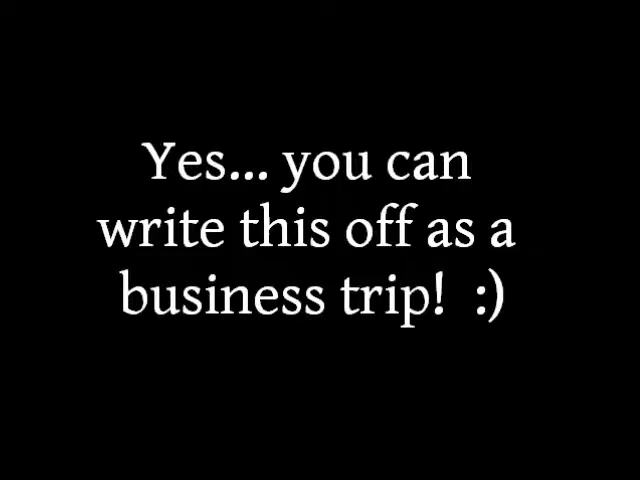 Yes... you can
write this off as a
business trip!  :)